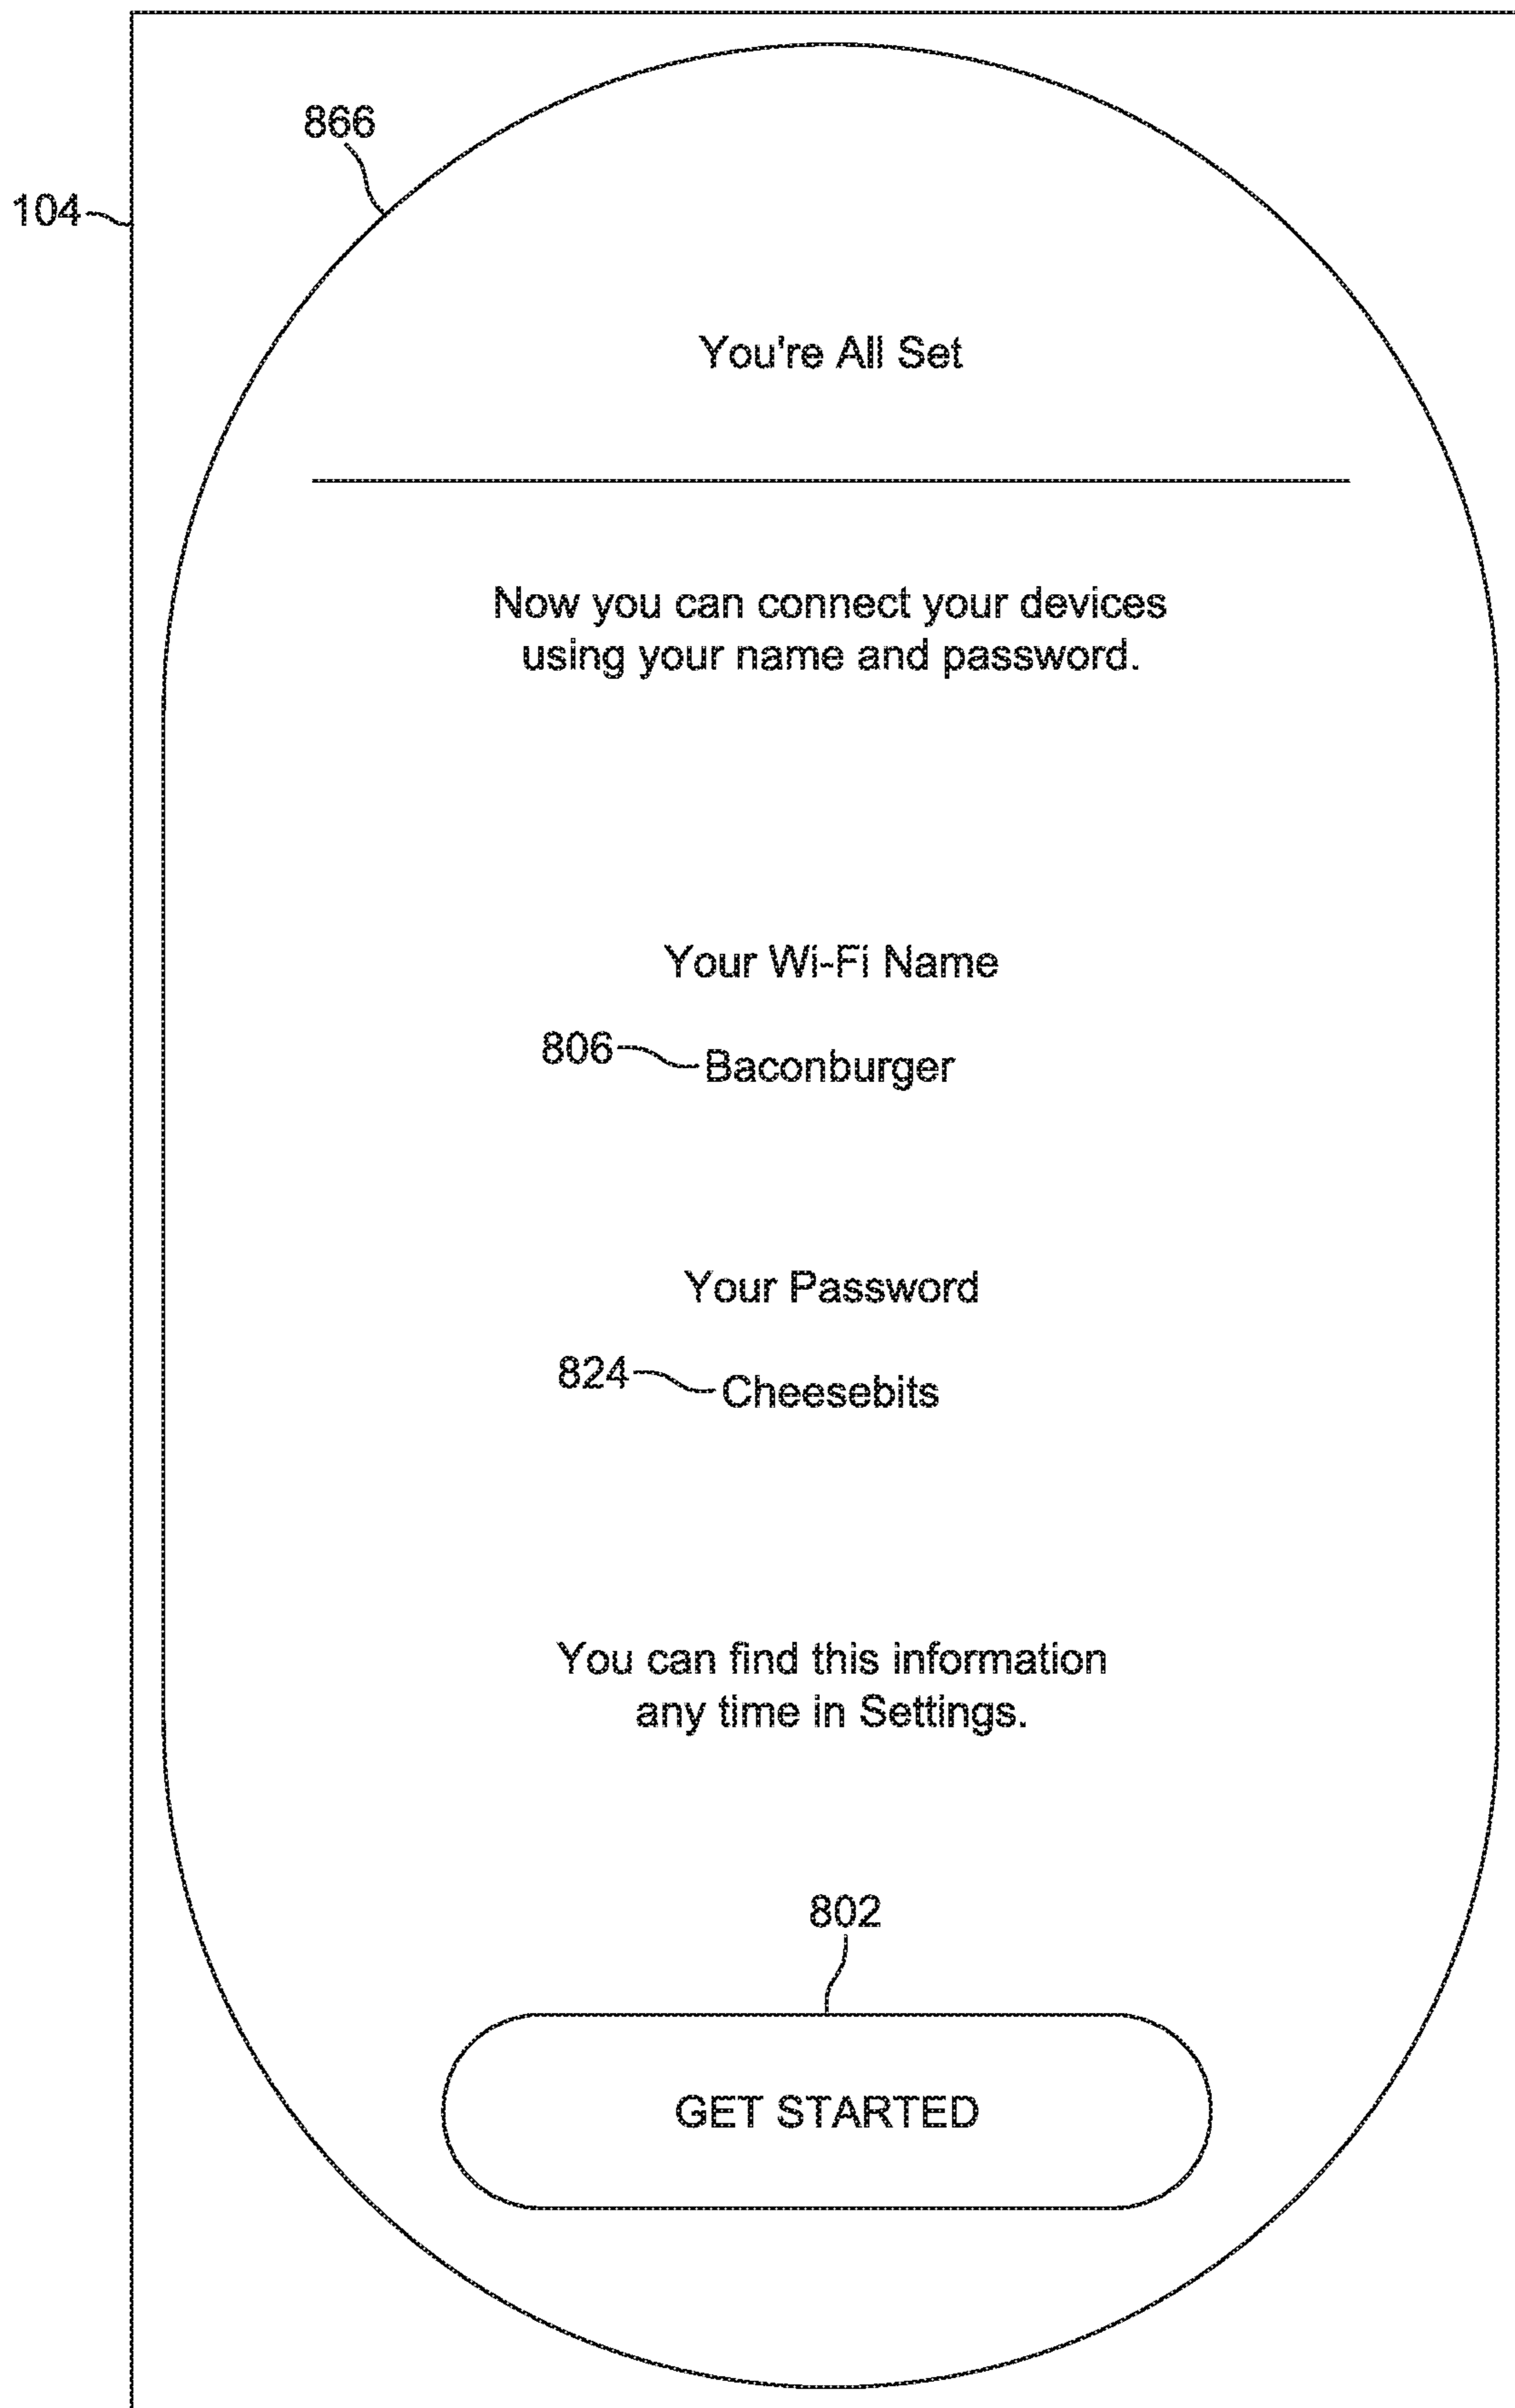 866
104
You're All Set
Now you can connect your devices
using your name and password.
Your Wi-Fi Name
806 Baconburger
Your Password
824 Cheesebits
You can find this information
any time in Settings.
802
GET STARTED